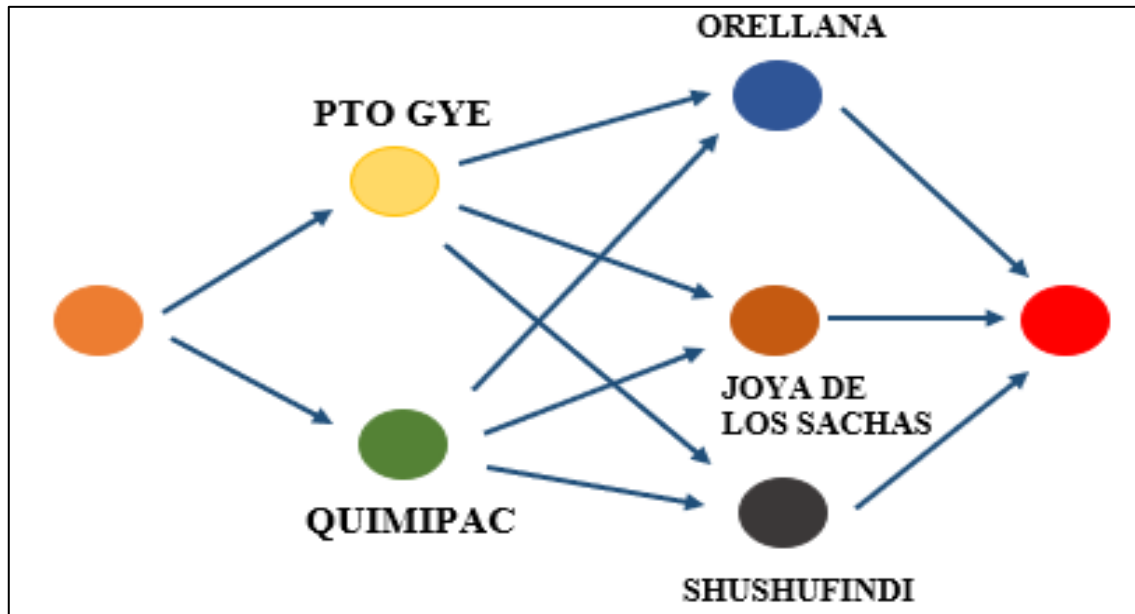 ORELLANA
PTO GYE
JOYA DE
LOS SACHAS
QUIMIPAC
SHUSHUFINDI